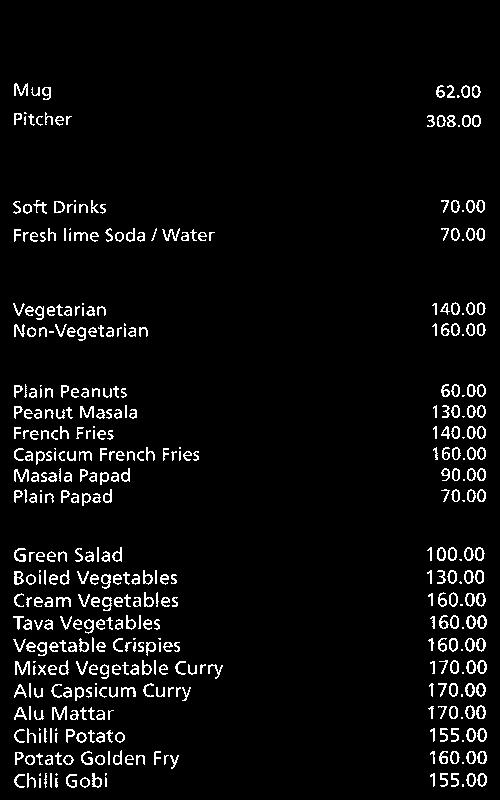 Mug 62.00
Pitcher 308.00
Soft Drinks 70.00
Fresh lime Soda / Water 70.00
Vegetarian 140.00
Non-Vegetarian 160.00
Plain Peanuts 60.00
Peanut Masala 130.00
French Fries 140.00
Capsicum French Fries 160.00
Masala Papad 90.00
Plain Papad 70.00
Green Salad 100.00
Boiled Vegetables 130.00
Cream Vegetables 160.00
Tava Vegetables 160.00
Vegetable Crispies 160.00
Mixed Vegetable Curry 170.00
Alu Capsicum Curry 170.00
Alu Mattar 170.00
Chilli Potato 155.00
Potato Golden Fry 160.00
Chilli Gobi 155.00